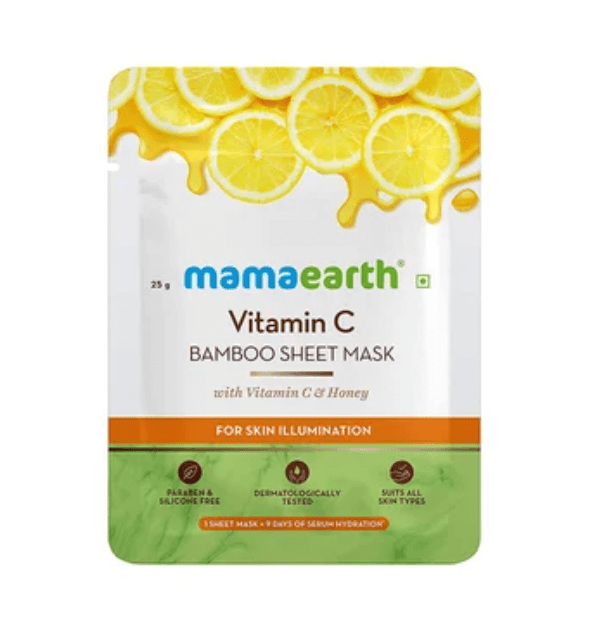 25 g
mamaearth®
Vitamin C
BAMBOO SHEET MASK
with Vitamin C & Honey
FOR SKIN ILLUMINATION
PARABEN &
SILICONE FREE
DERMATOLOGICALLY
TESTED
SUITS ALL
SKIN TYPES
1 SHEET MASK = 9 DAYS OF SERUM HYDRATION*